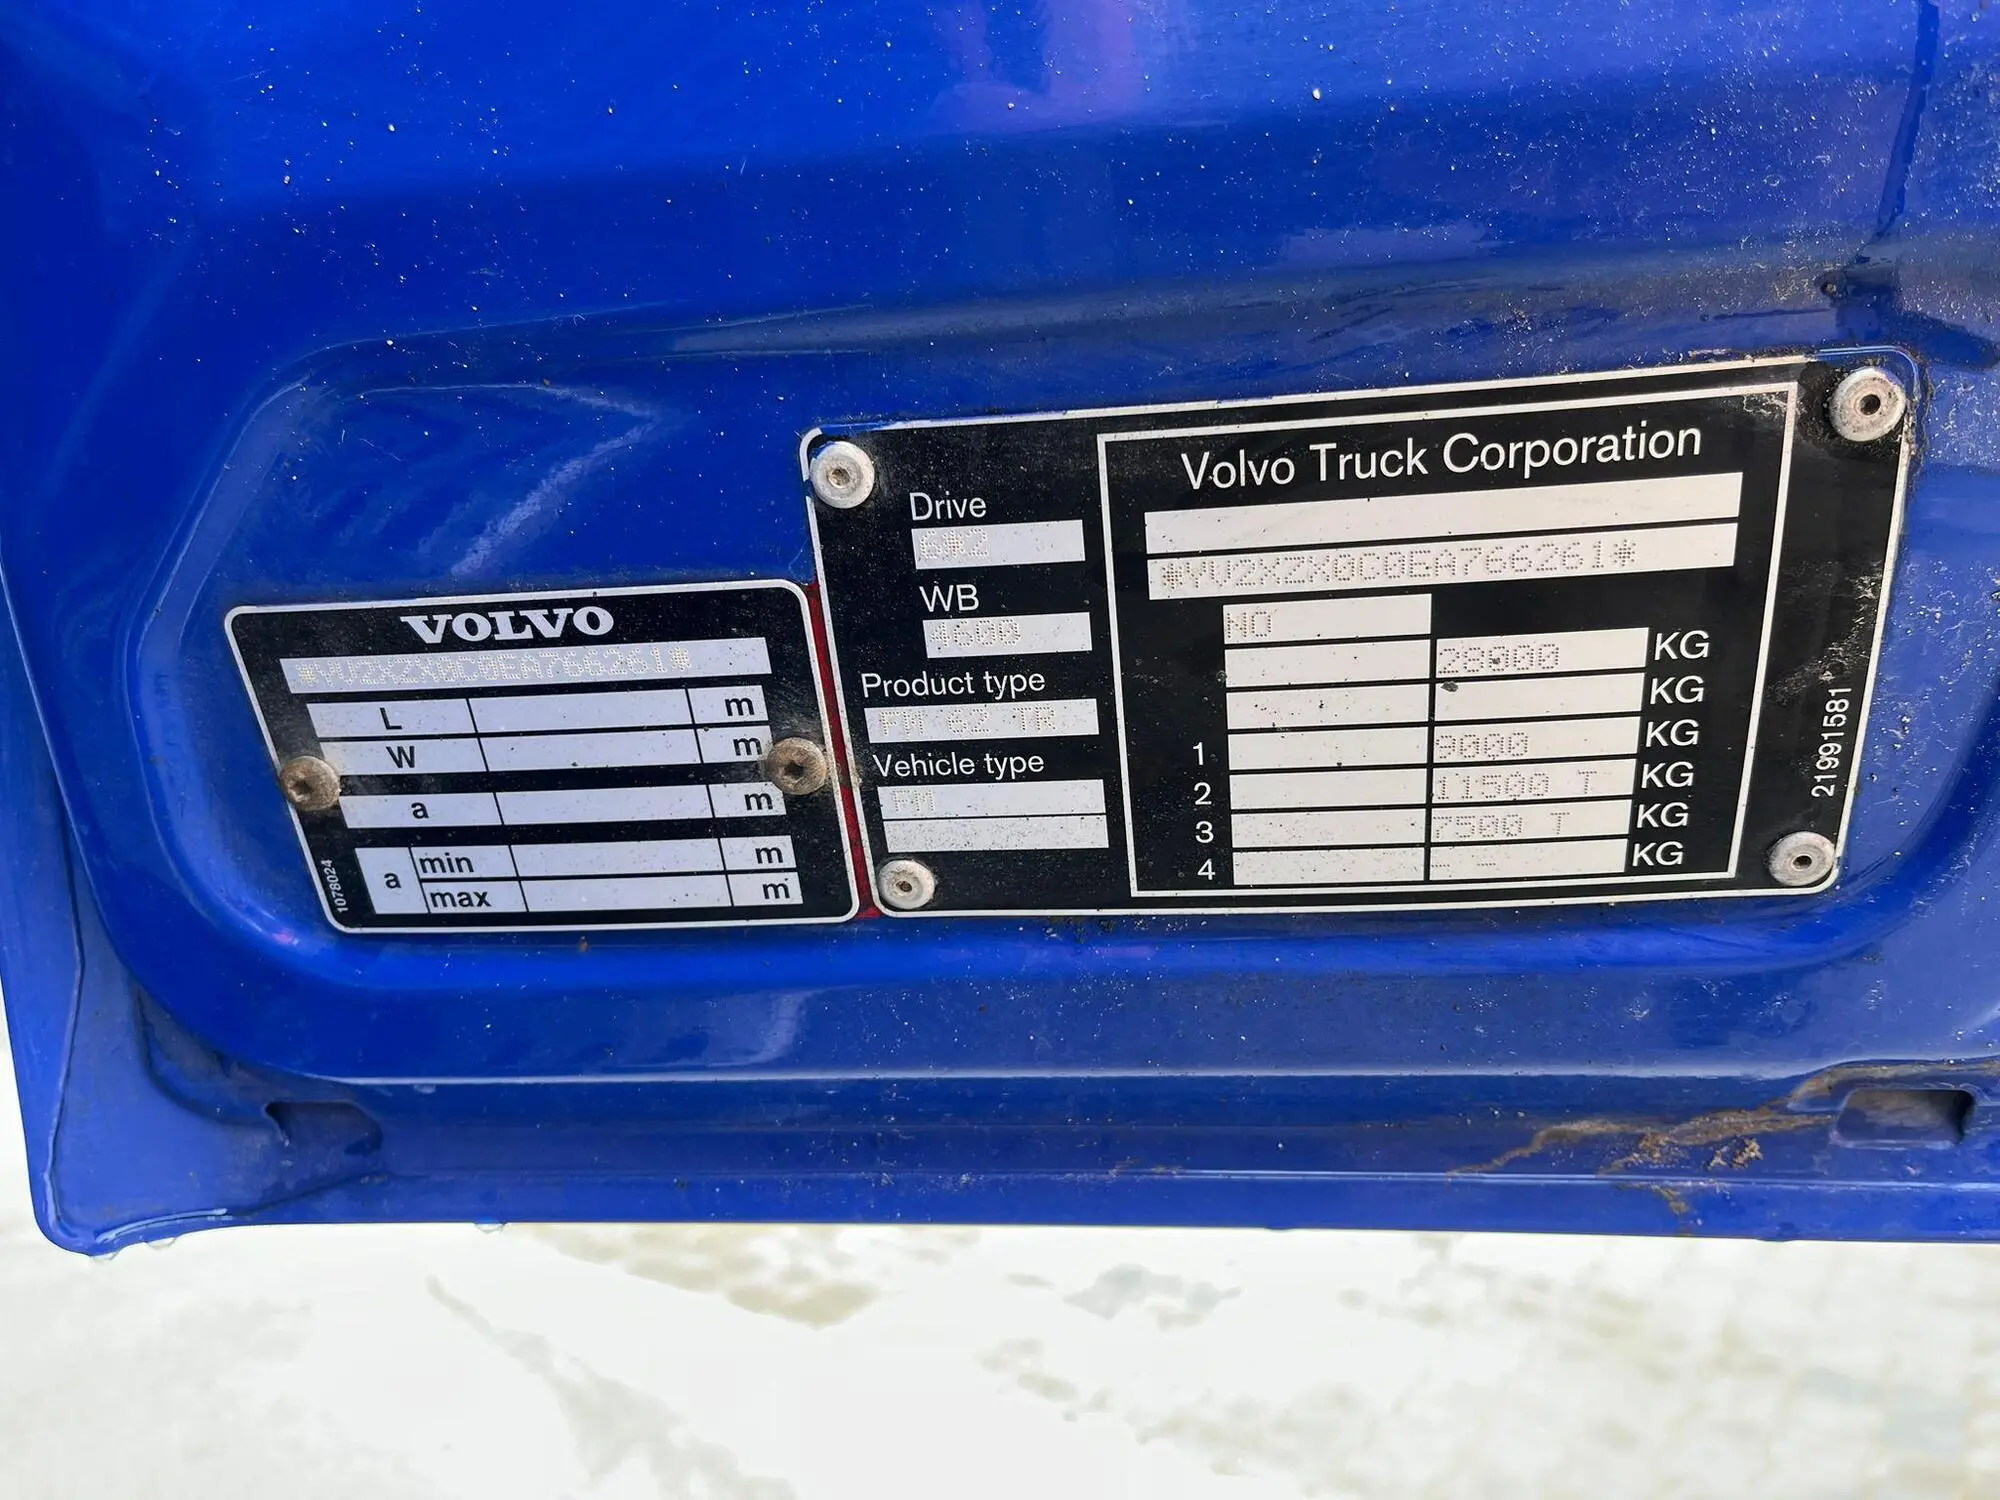 VOLVO
*YV2XZX0C0EA766261*
L m
W m
a m
a min m
max m
1078024
Drive
6*2
WB
4600
Product type
FM 62 TR
Vehicle type
FM
Volvo Truck Corporation
*YV2XZX0C0EA766261*
NO
28000 KG
KG
1 9000 KG
2 11500 T KG
3 7500 T KG
4 - - KG
21991581